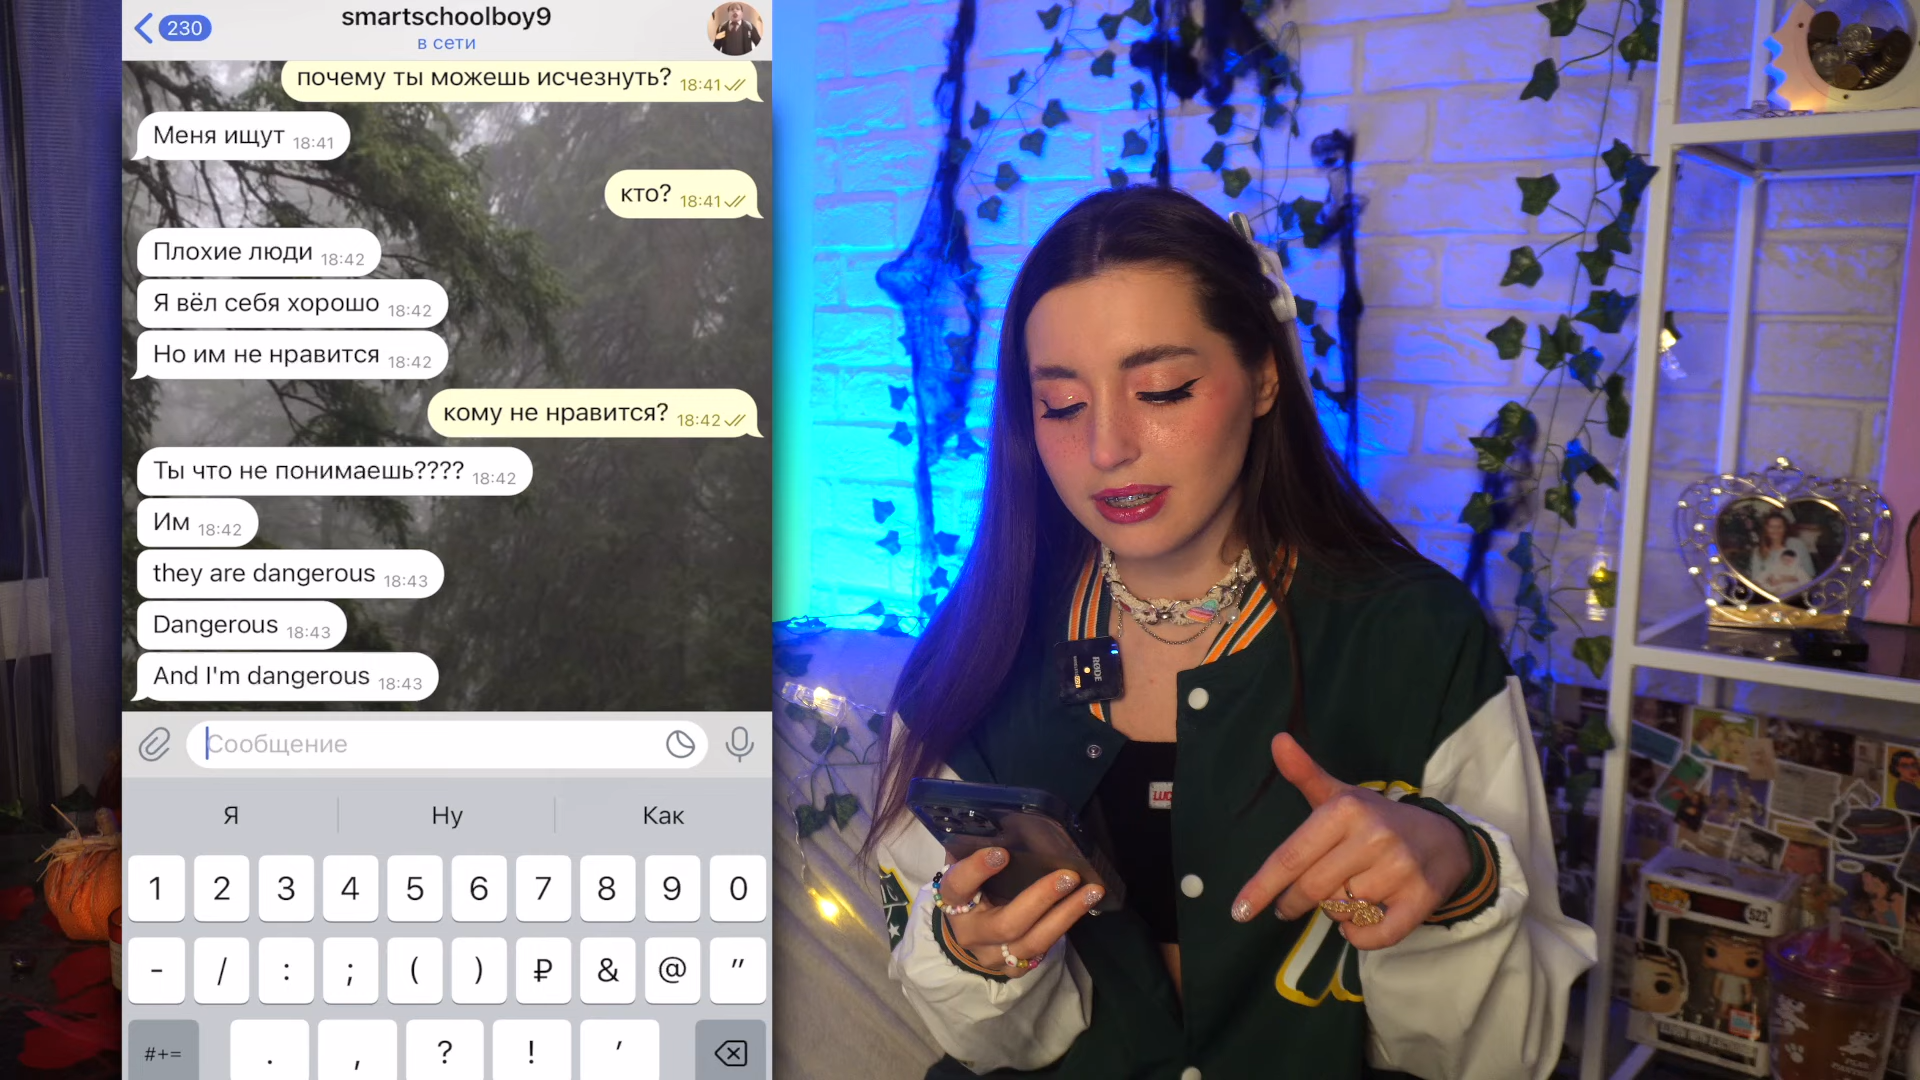 230
smartschoolboy9
в сети
почему ты можешь исчезнуть? 18:41
Меня ищут 18:41
кто? 18:41
Плохие люди 18:42
Я вёл себя хорошо 18:42
Но им не нравится 18:42
кому не нравится? 18:42
Ты что не понимаешь???? 18:42
Им 18:42
they are dangerous 18:43
Dangerous 18:43
And I'm dangerous 18:43
Сообщение
Я Ну Как
1 2 3 4 5 6 7 8 9 0
- / : ; ( ) ₽ & @ "
#+= . , ? ! '
RØDE
523